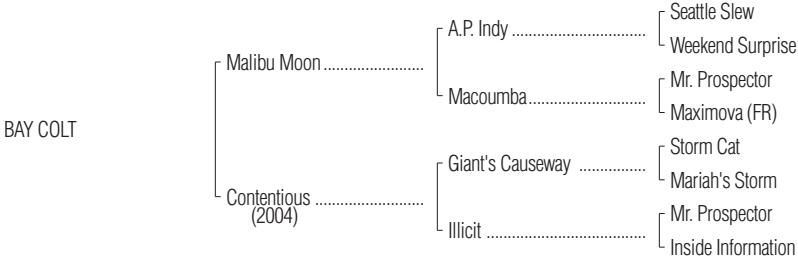 Seattle Slew
A.P. Indy ................................
Weekend Surprise
Malibu Moon ........................
Mr. Prospector
Macoumba ............................
Maximova (FR)
BAY COLT
Storm Cat
Giant's Causeway ................
Mariah's Storm
Contentious ..........................
(2004)
Mr. Prospector
Illicit ......................................
Inside Information